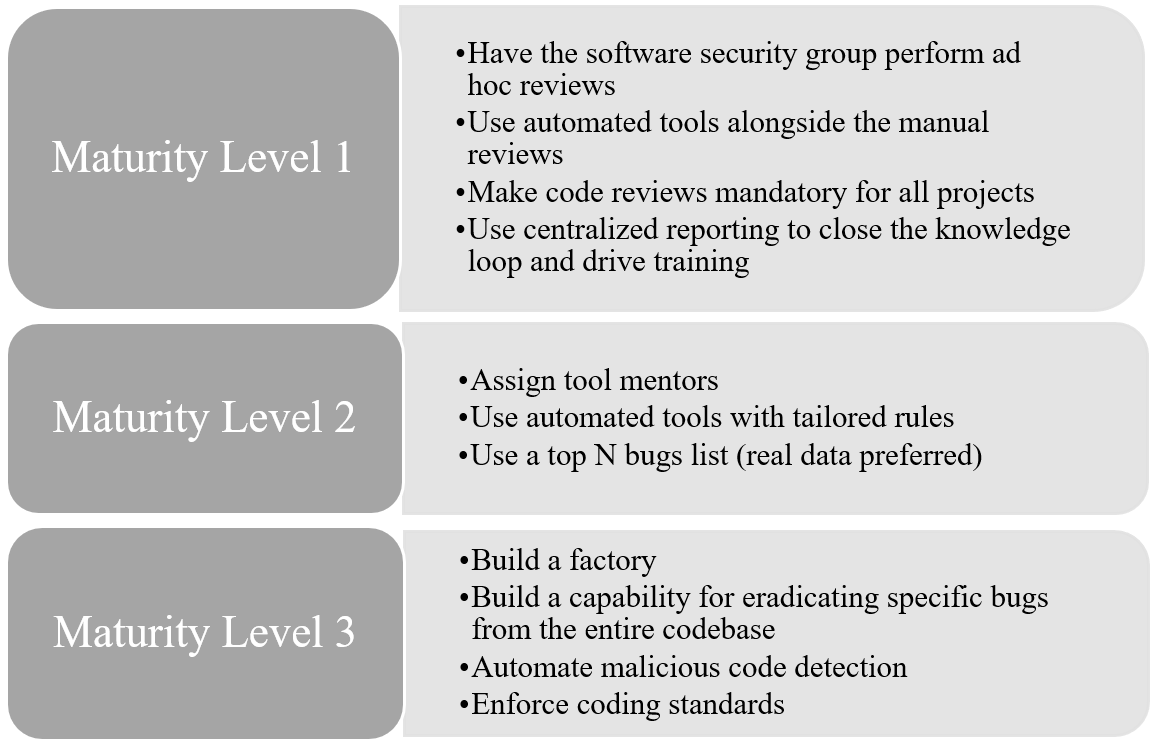 Maturity Level 1
•Have the software security group perform ad
hoc reviews
•Use automated tools alongside the manual
reviews
•Make code reviews mandatory for all projects
•Use centralized reporting to close the knowledge
loop and drive training
Maturity Level 2
•Assign tool mentors
•Use automated tools with tailored rules
•Use a top N bugs list (real data preferred)
Maturity Level 3
•Build a factory
•Build a capability for eradicating specific bugs
from the entire codebase
•Automate malicious code detection
•Enforce coding standards